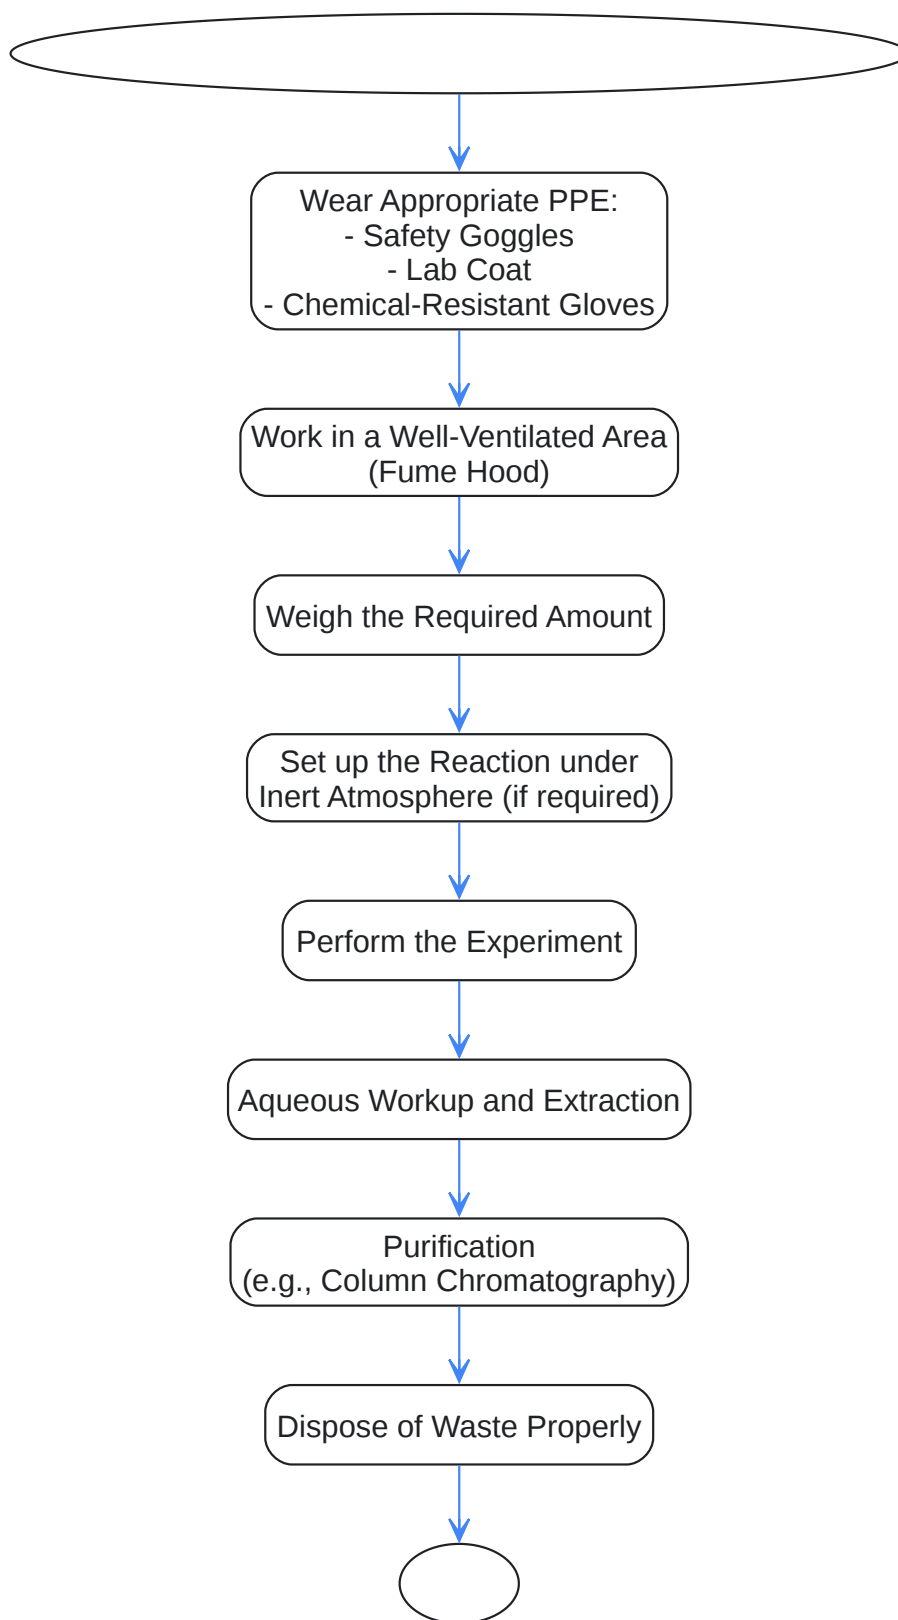 Wear Appropriate PPE:
- Safety Goggles
- Lab Coat
- Chemical-Resistant Gloves
Work in a Well-Ventilated Area
(Fume Hood)
Weigh the Required Amount
Set up the Reaction under
Inert Atmosphere (if required)
Perform the Experiment
Aqueous Workup and Extraction
Purification
(e.g., Column Chromatography)
Dispose of Waste Properly